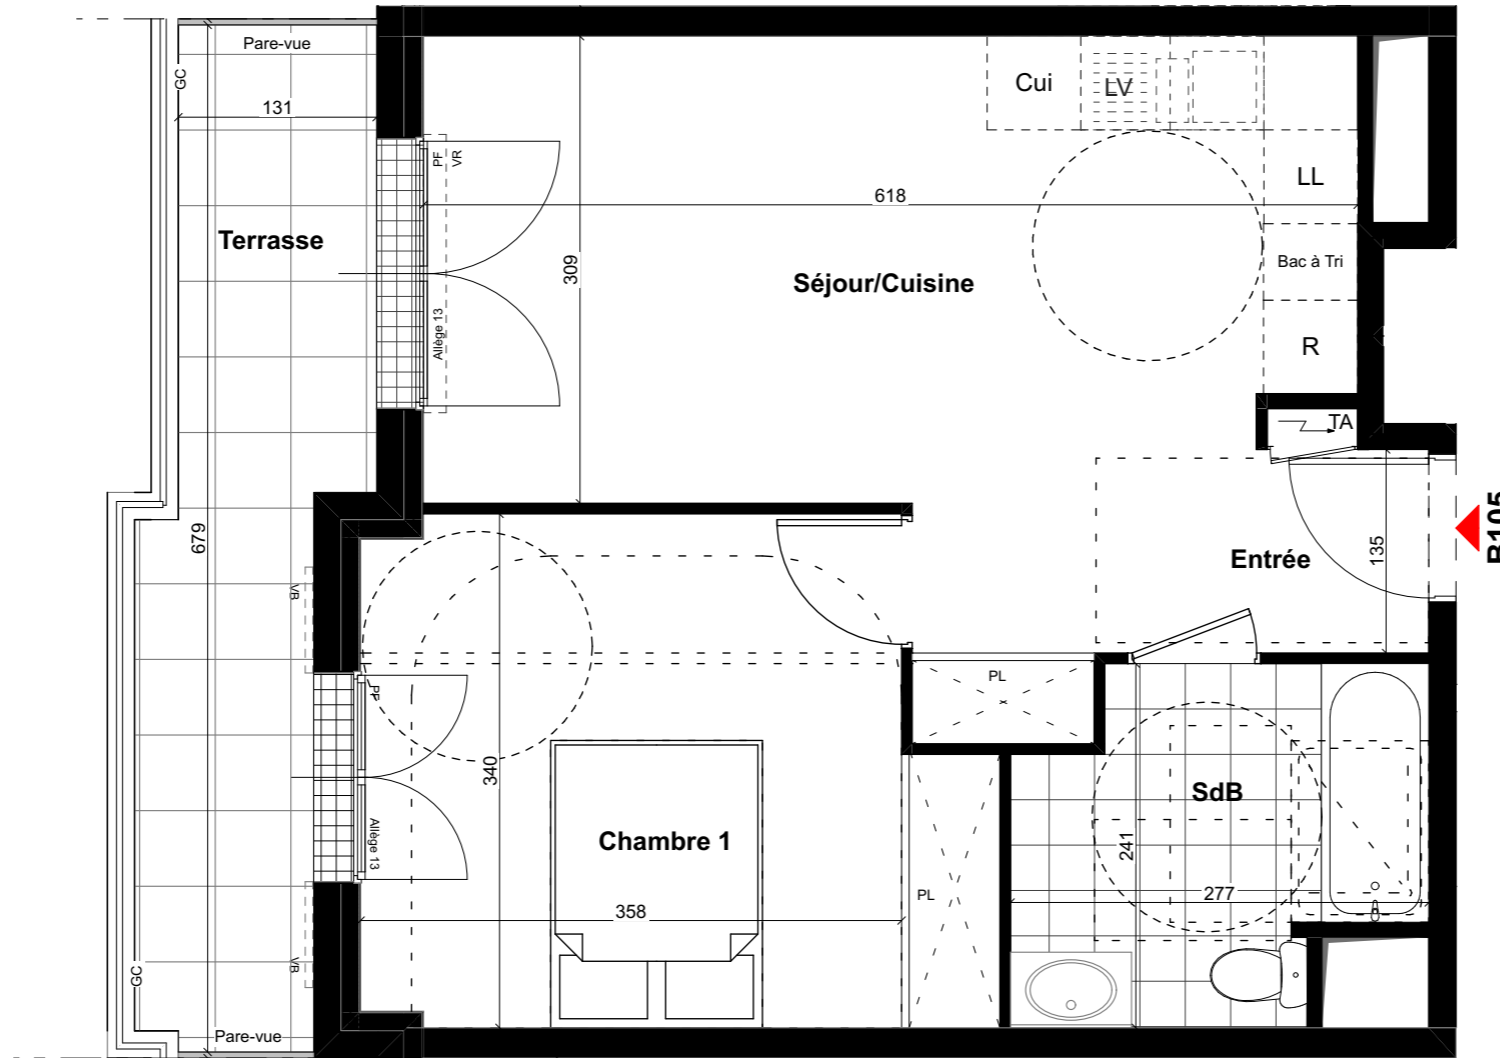 Pare-vue
GC
131
Terrasse
679
PF
VR
Allège 13
309
618
Séjour/Cuisine
Cui
LV
LL
Bac à Tri
R
TA
Entrée
135
B105
VB
PF
Allège 13
340
Chambre 1
358
PL
PL
SdB
241
277
VB
GC
Pare-vue